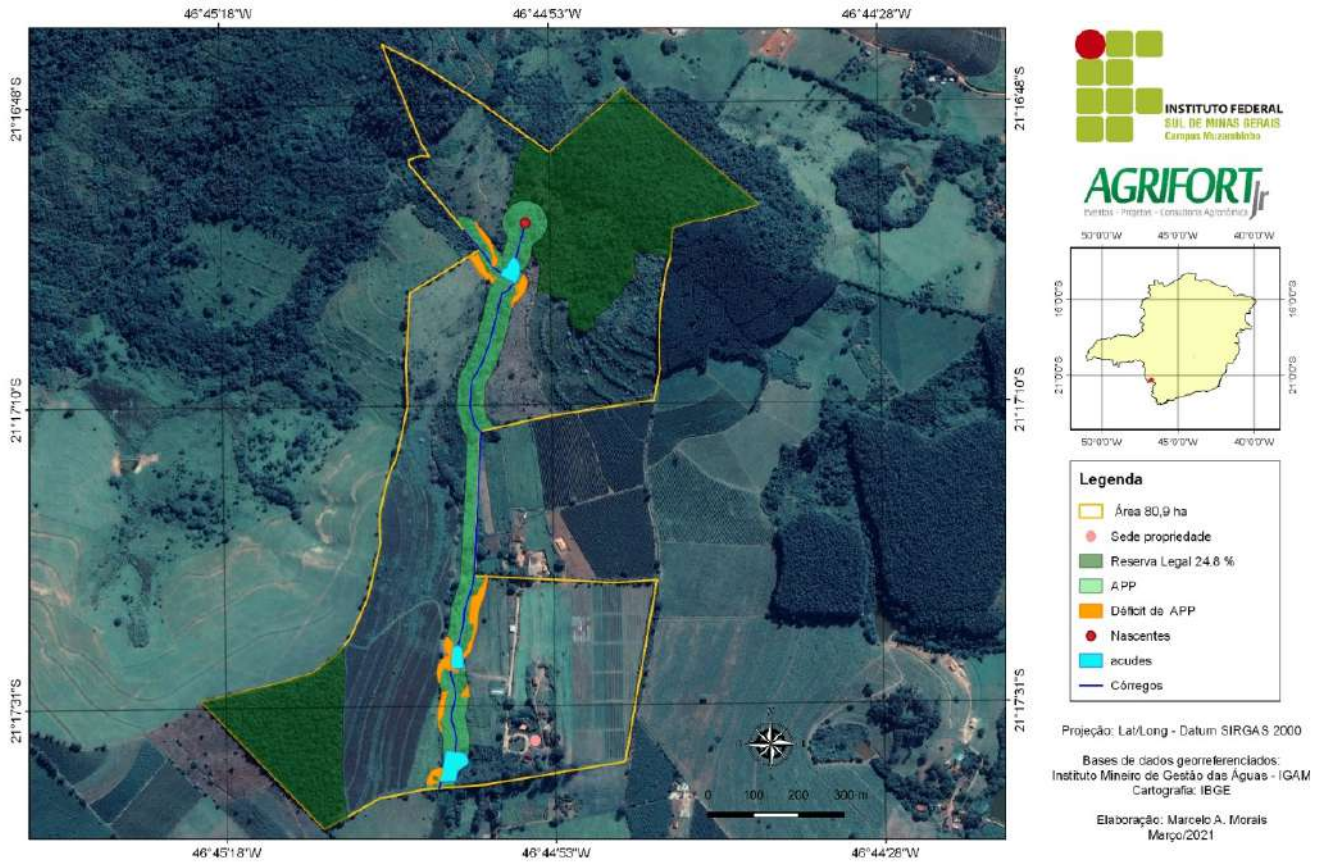 46°45'18"W
46°44'53"W
46°44'28"W
21°16'48"S
21°17'10"S
21°17'31"S
21°16'48"S
21°17'10"S
21°17'31"S
0 100 200 300 m
46°45'18"W
46°44'53"W
46°44'28"W
INSTITUTO FEDERAL
SUL DE MINAS GERAIS
Campus Muzambinho
AGRIFORT Jr
Eventos - Projetos - Consultoria Agronômica
50°0'0"W
45°0'0"W
40°0'0"W
16°0'0"S
21°0'0"S
16°0'0"S
21°0'0"S
50°0'0"W
45°0'0"W
40°0'0"W
Legenda
Área 80,9 ha
Sede propriedade
Reserva Legal 24.8 %
APP
Déficit de APP
Nascentes
acudes
Córregos
Projeção: Lat/Long - Datum SIRGAS 2000
Bases de dados georreferenciados:
Instituto Mineiro de Gestão das Águas - IGAM
Cartografia: IBGE
Elaboração: Marcelo A. Morais
Março/2021